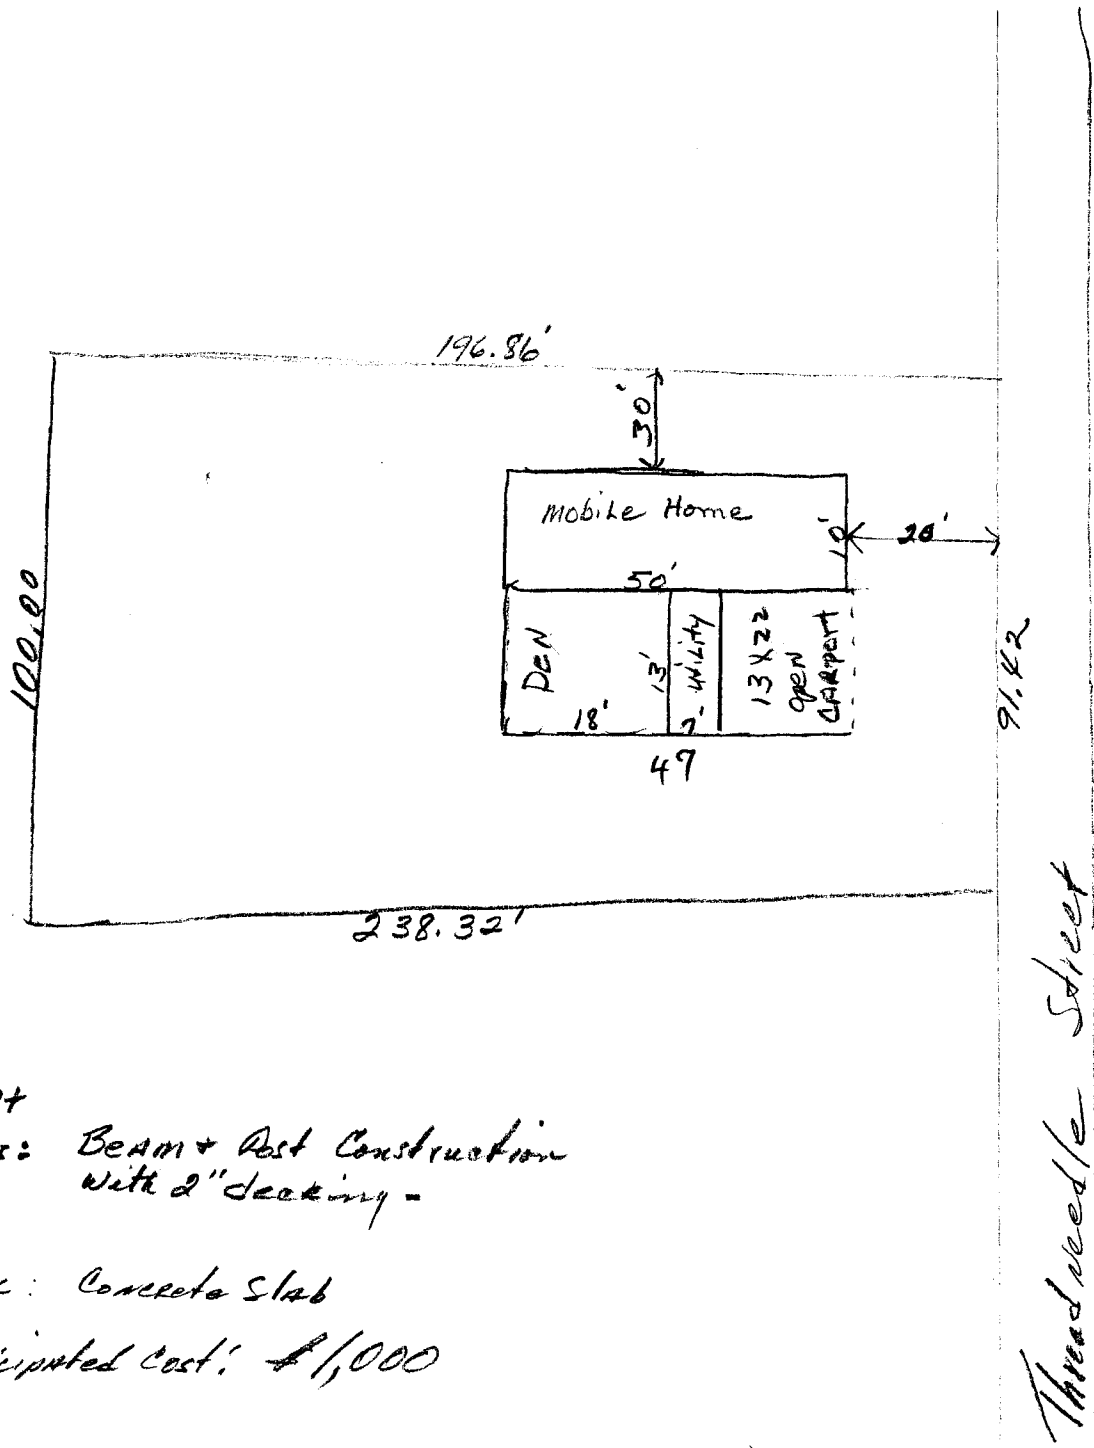 196.86'
30'
Mobile Home
10'
50'
100.00
Den
18'
13'
7'
Utility
13 X 22
open
CARport
47
91.42
238.32'
Threadneedle Street
Beam + Post Construction
with 2" decking -
Concrete Slab
cipated Cost: $1,000